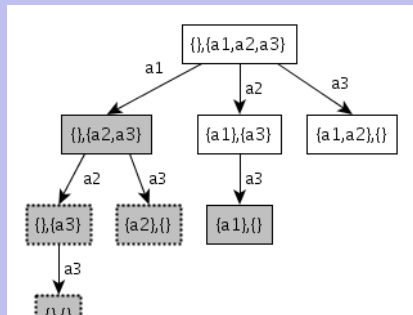 {},{a1,a2,a3}
a1
a2
a3
{},{a2,a3}
{a1},{a3}
{a1,a2},{}
a2
a3
a3
{},{a3}
{a2},{}
{a1},{}
a3
{},{}